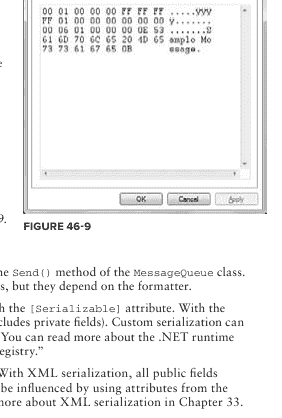 00 01 00 00 00 FF FF FF .....ÿÿÿ
FF 01 00 00 00 00 00 00 ÿ.......
00 06 01 00 00 00 0E 53 .......S
61 6D 70 6C 65 20 4D 65 ample Me
73 73 61 67 65 0B ssage.
OK Cancel Apply
9.
FIGURE 46-9
ne Send() method of the MessageQueue class.
s, but they depend on the formatter.
h the [Serializable] attribute. With the
cludes private fields). Custom serialization can
You can read more about the .NET runtime
egistry.”
With XML serialization, all public fields
be influenced by using attributes from the
more about XML serialization in Chapter 33.